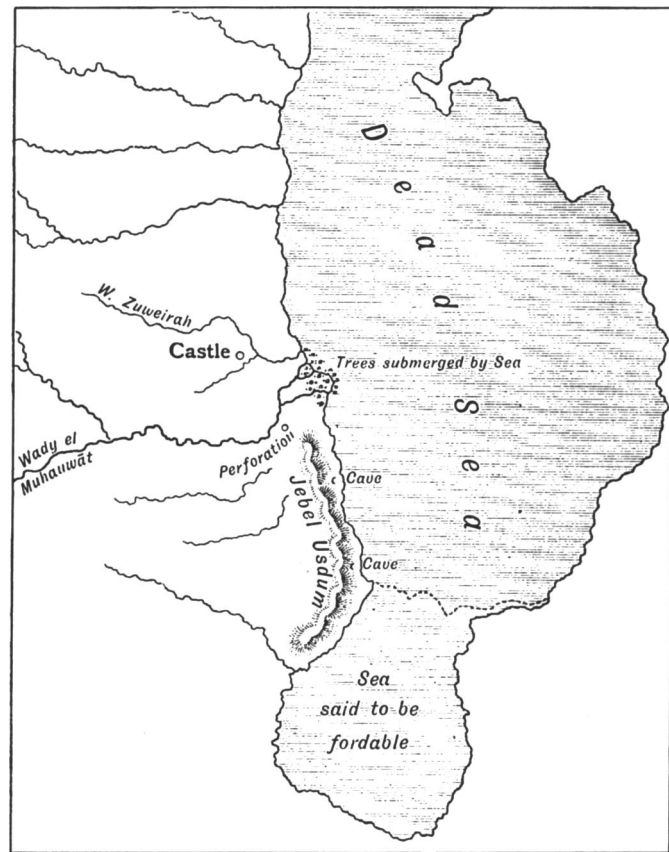 Dead Sea
W. Zuweirah
Castle
Trees submerged by Sea
Wady el
Muhauwât
Perforation
Jebel Usdum
Cave
Cave
Sea
said to be
fordable